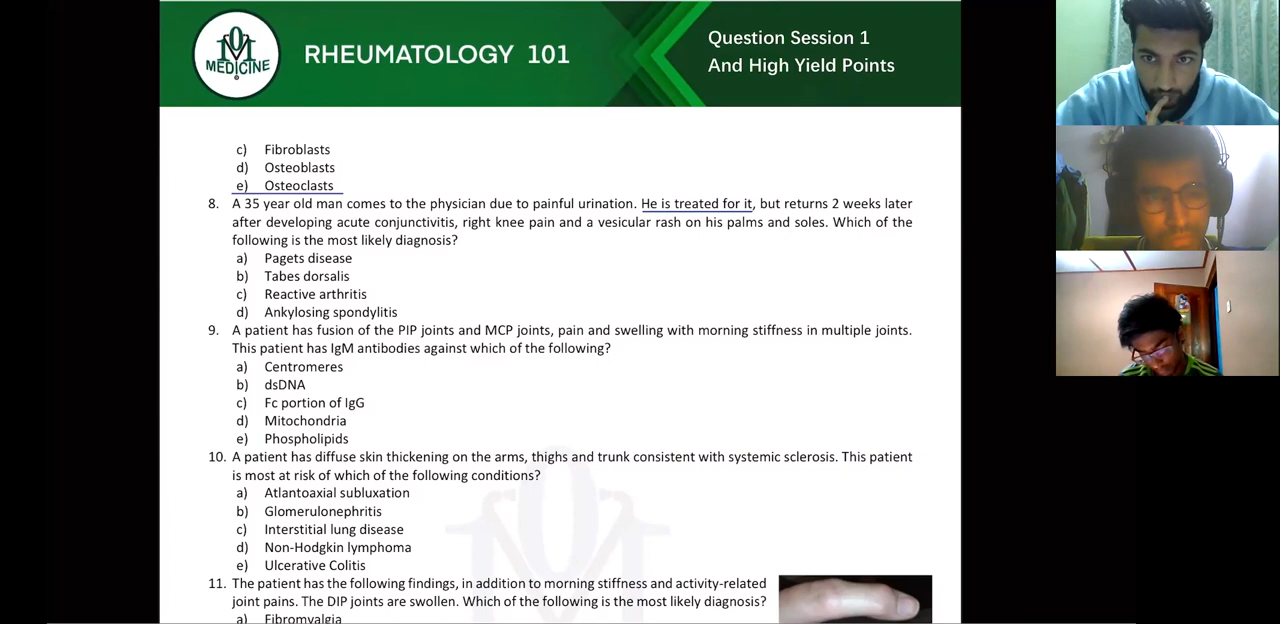 OM
MEDICINE
RHEUMATOLOGY 101
Question Session 1
And High Yield Points
c) Fibroblasts
d) Osteoblasts
e) Osteoclasts
8. A 35 year old man comes to the physician due to painful urination. He is treated for it, but returns 2 weeks later
after developing acute conjunctivitis, right knee pain and a vesicular rash on his palms and soles. Which of the
following is the most likely diagnosis?
a) Pagets disease
b) Tabes dorsalis
c) Reactive arthritis
d) Ankylosing spondylitis
9. A patient has fusion of the PIP joints and MCP joints, pain and swelling with morning stiffness in multiple joints.
This patient has IgM antibodies against which of the following?
a) Centromeres
b) dsDNA
c) Fc portion of IgG
d) Mitochondria
e) Phospholipids
10. A patient has diffuse skin thickening on the arms, thighs and trunk consistent with systemic sclerosis. This patient
is most at risk of which of the following conditions?
a) Atlantoaxial subluxation
b) Glomerulonephritis
c) Interstitial lung disease
d) Non-Hodgkin lymphoma
e) Ulcerative Colitis
11. The patient has the following findings, in addition to morning stiffness and activity-related
joint pains. The DIP joints are swollen. Which of the following is the most likely diagnosis?
a) Fibromyalgia